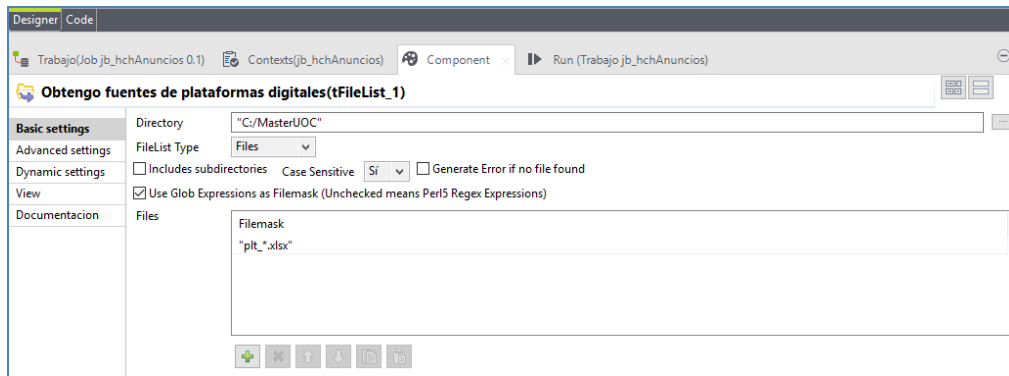 Designer Code
Trabajo(Job jb_hchAnuncios 0.1) Contexts(jb_hchAnuncios) Component Run (Trabajo jb_hchAnuncios)
Obtengo fuentes de plataformas digitales(tFileList_1)
Basic settings
Advanced settings
Dynamic settings
View
Documentacion
Directory "C:/MasterUOC" ...
FileList Type Files
Includes subdirectories Case Sensitive Sí Generate Error if no file found
Use Glob Expressions as Filemask (Unchecked means Perl5 Regex Expressions)
Files
Filemask
"plt_*.xlsx"